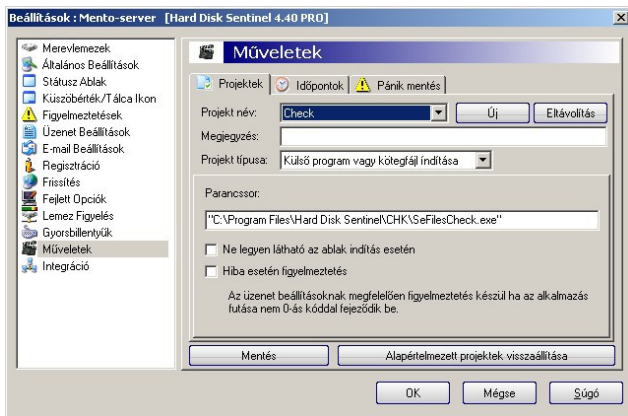 Beállítások : Mento-server [Hard Disk Sentinel 4.40 PRO]
Merevlemezek
Általános Beállítások
Státusz Ablak
Küszöbérték/Tálca Ikon
Figyelmeztetések
Üzenet Beállítások
E-mail Beállítások
Regisztráció
Frissítés
Fejlett Opciók
Lemez Figyelés
Gyorsbillentyűk
Műveletek
Integráció
Műveletek
Projektek
Időpontok
Pánik mentés
Projekt név:
Check
Új
Eltávolítás
Megjegyzés:
Projekt típusa:
Külső program vagy kötegfájl índítása
Parancssor:
"C:\Program Files\Hard Disk Sentinel\CHK\SeFilesCheck.exe"
Ne legyen látható az ablak indítás esetén
Hiba esetén figyelmeztetés
Az üzenet beállításoknak megfelelően figyelmeztetés készül ha az alkalmazás
futása nem 0-ás kóddal fejeződik be.
Mentés
Alapértelmezett projektek visszaállítása
OK
Mégse
Súgó